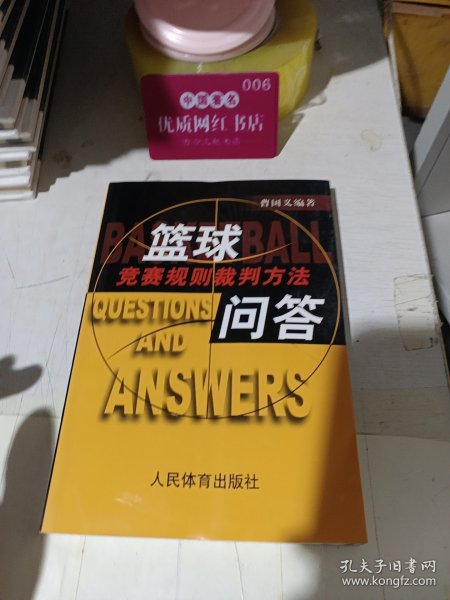 006
中国著名
优质网红书店
曹国义编著
BASKETBALL
篮球
竞赛规则裁判方法
QUESTIONS
问答
AND
ANSWERS
人民体育出版社
孔夫子旧书网
www.kongfz.com